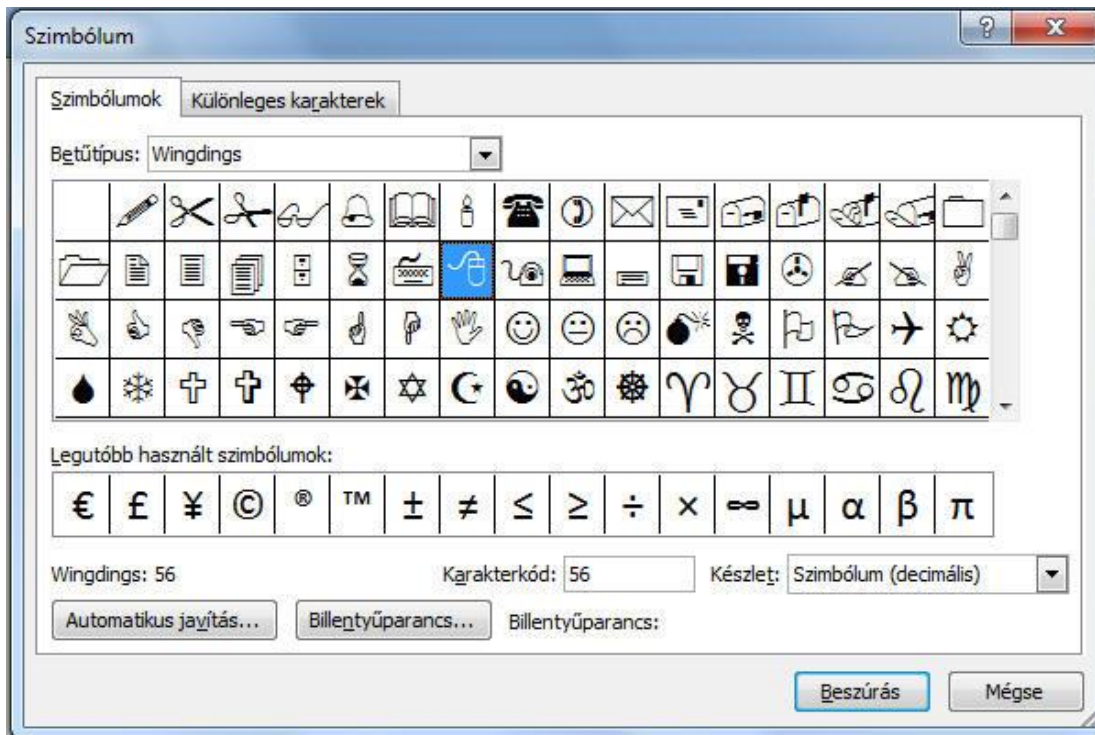 Szimbólum
Szimbólumok Különleges karakterek
Betűtípus: Wingdings
Legutóbb használt szimbólumok:
€ £ ¥ © ® ™ ± ≠ ≤ ≥ ÷ × ∞ µ α β π
Wingdings: 56 Karakterkód: 56 Készlet: Szimbólum (decimális)
Automatikus javítás... Billentyűparancs... Billentyűparancs:
Beszúrás Mégse